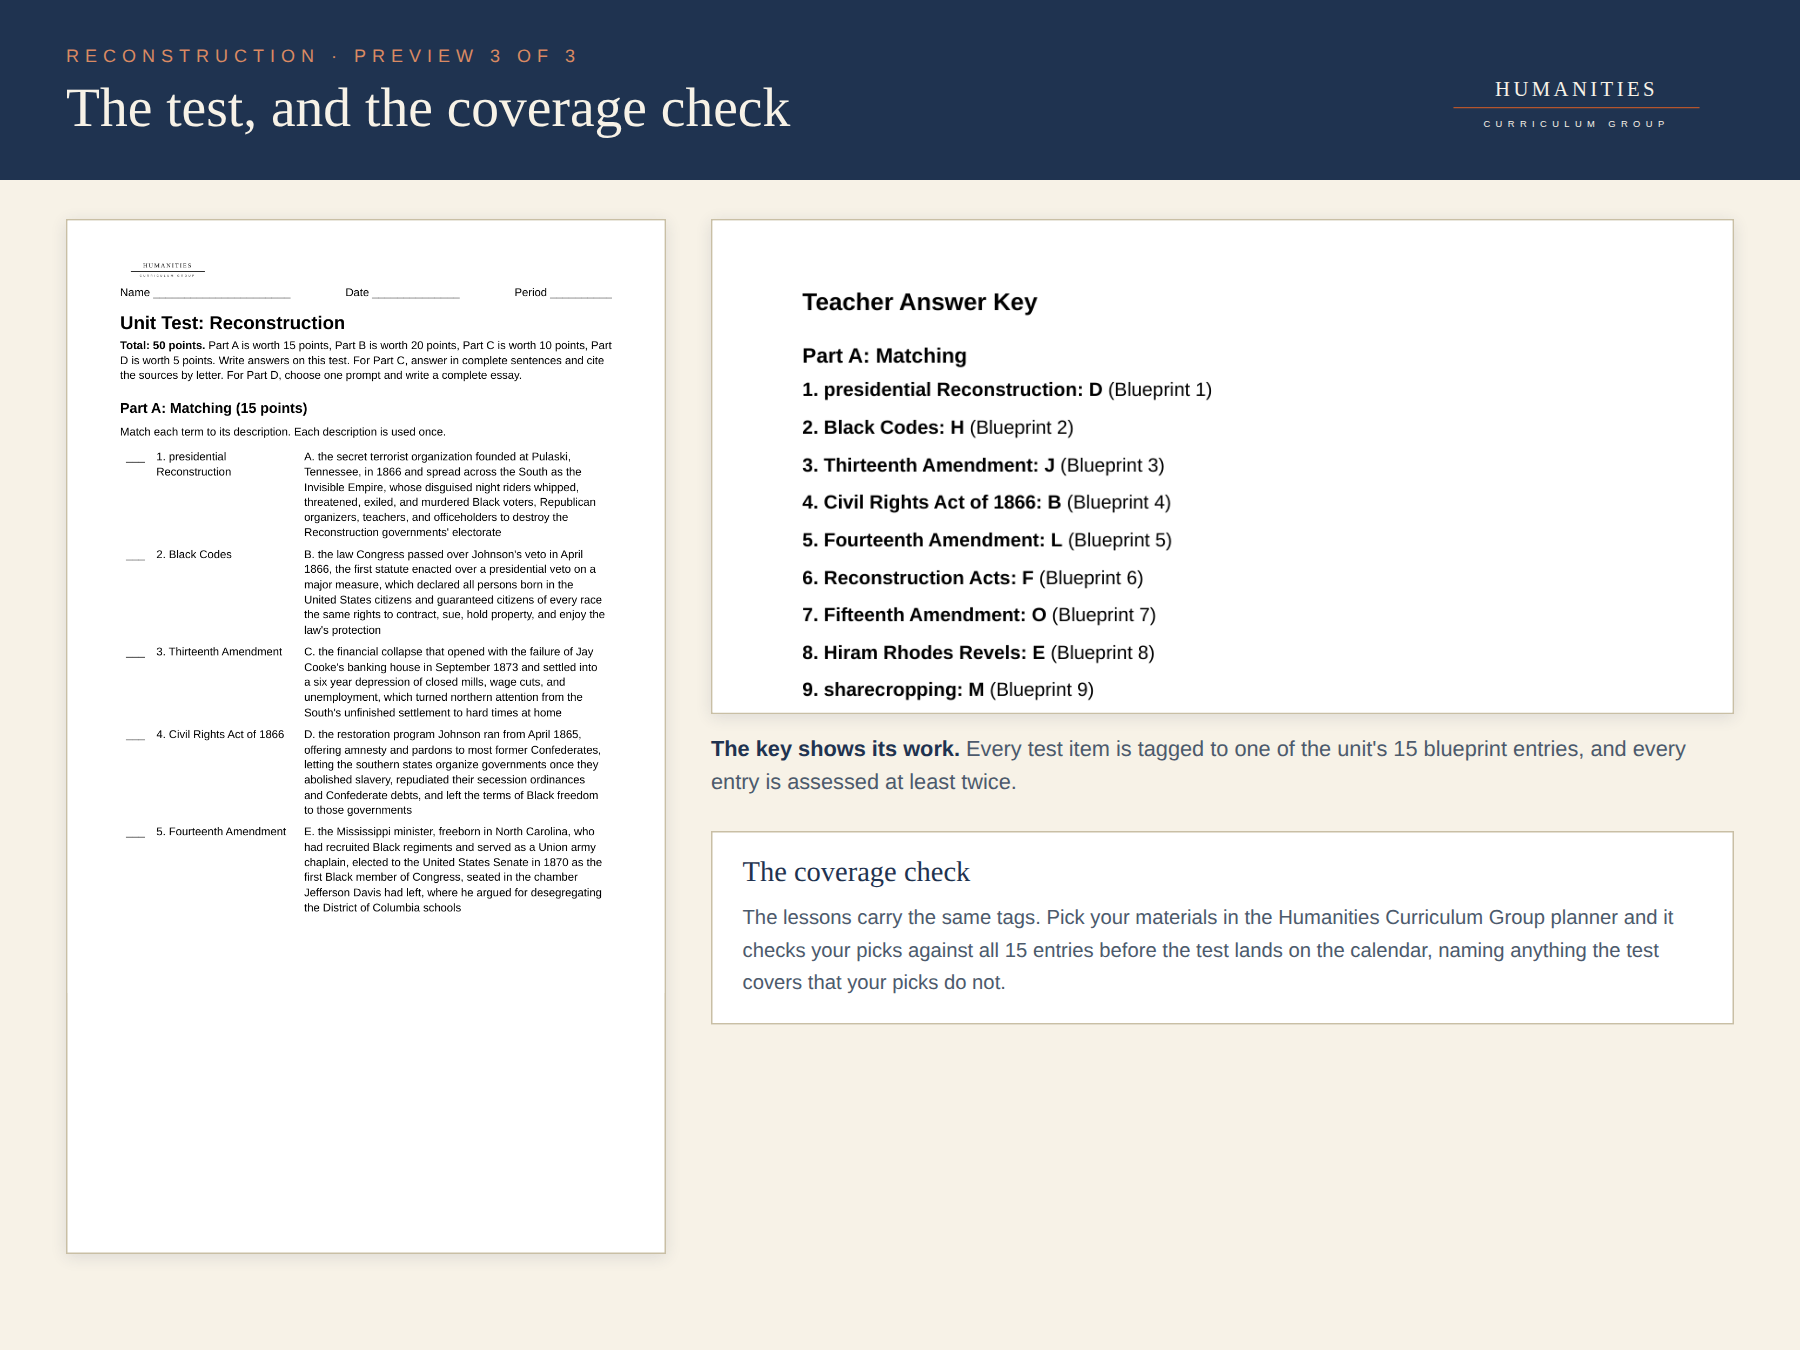 RECONSTRUCTION · PREVIEW 3 OF 3
The test, and the coverage check
HUMANITIES
CURRICULUM GROUP
HUMANITIES
CURRICULUM GROUP
Name ______________________ Date ______________ Period __________
Unit Test: Reconstruction
Total: 50 points. Part A is worth 15 points, Part B is worth 20 points, Part C is worth 10 points, Part
D is worth 5 points. Write answers on this test. For Part C, answer in complete sentences and cite
the sources by letter. For Part D, choose one prompt and write a complete essay.
Part A: Matching (15 points)
Match each term to its description. Each description is used once.
___ 1. presidential
Reconstruction
A. the secret terrorist organization founded at Pulaski,
Tennessee, in 1866 and spread across the South as the
Invisible Empire, whose disguised night riders whipped,
threatened, exiled, and murdered Black voters, Republican
organizers, teachers, and officeholders to destroy the
Reconstruction governments' electorate
___ 2. Black Codes
B. the law Congress passed over Johnson's veto in April
1866, the first statute enacted over a presidential veto on a
major measure, which declared all persons born in the
United States citizens and guaranteed citizens of every race
the same rights to contract, sue, hold property, and enjoy the
law's protection
___ 3. Thirteenth Amendment
C. the financial collapse that opened with the failure of Jay
Cooke's banking house in September 1873 and settled into
a six year depression of closed mills, wage cuts, and
unemployment, which turned northern attention from the
South's unfinished settlement to hard times at home
___ 4. Civil Rights Act of 1866
D. the restoration program Johnson ran from April 1865,
offering amnesty and pardons to most former Confederates,
letting the southern states organize governments once they
abolished slavery, repudiated their secession ordinances
and Confederate debts, and left the terms of Black freedom
to those governments
___ 5. Fourteenth Amendment
E. the Mississippi minister, freeborn in North Carolina, who
had recruited Black regiments and served as a Union army
chaplain, elected to the United States Senate in 1870 as the
first Black member of Congress, seated in the chamber
Jefferson Davis had left, where he argued for desegregating
the District of Columbia schools
Teacher Answer Key
Part A: Matching
1. presidential Reconstruction: D (Blueprint 1)
2. Black Codes: H (Blueprint 2)
3. Thirteenth Amendment: J (Blueprint 3)
4. Civil Rights Act of 1866: B (Blueprint 4)
5. Fourteenth Amendment: L (Blueprint 5)
6. Reconstruction Acts: F (Blueprint 6)
7. Fifteenth Amendment: O (Blueprint 7)
8. Hiram Rhodes Revels: E (Blueprint 8)
9. sharecropping: M (Blueprint 9)
The key shows its work. Every test item is tagged to one of the unit's 15 blueprint entries, and every
entry is assessed at least twice.
The coverage check
The lessons carry the same tags. Pick your materials in the Humanities Curriculum Group planner and it
checks your picks against all 15 entries before the test lands on the calendar, naming anything the test
covers that your picks do not.